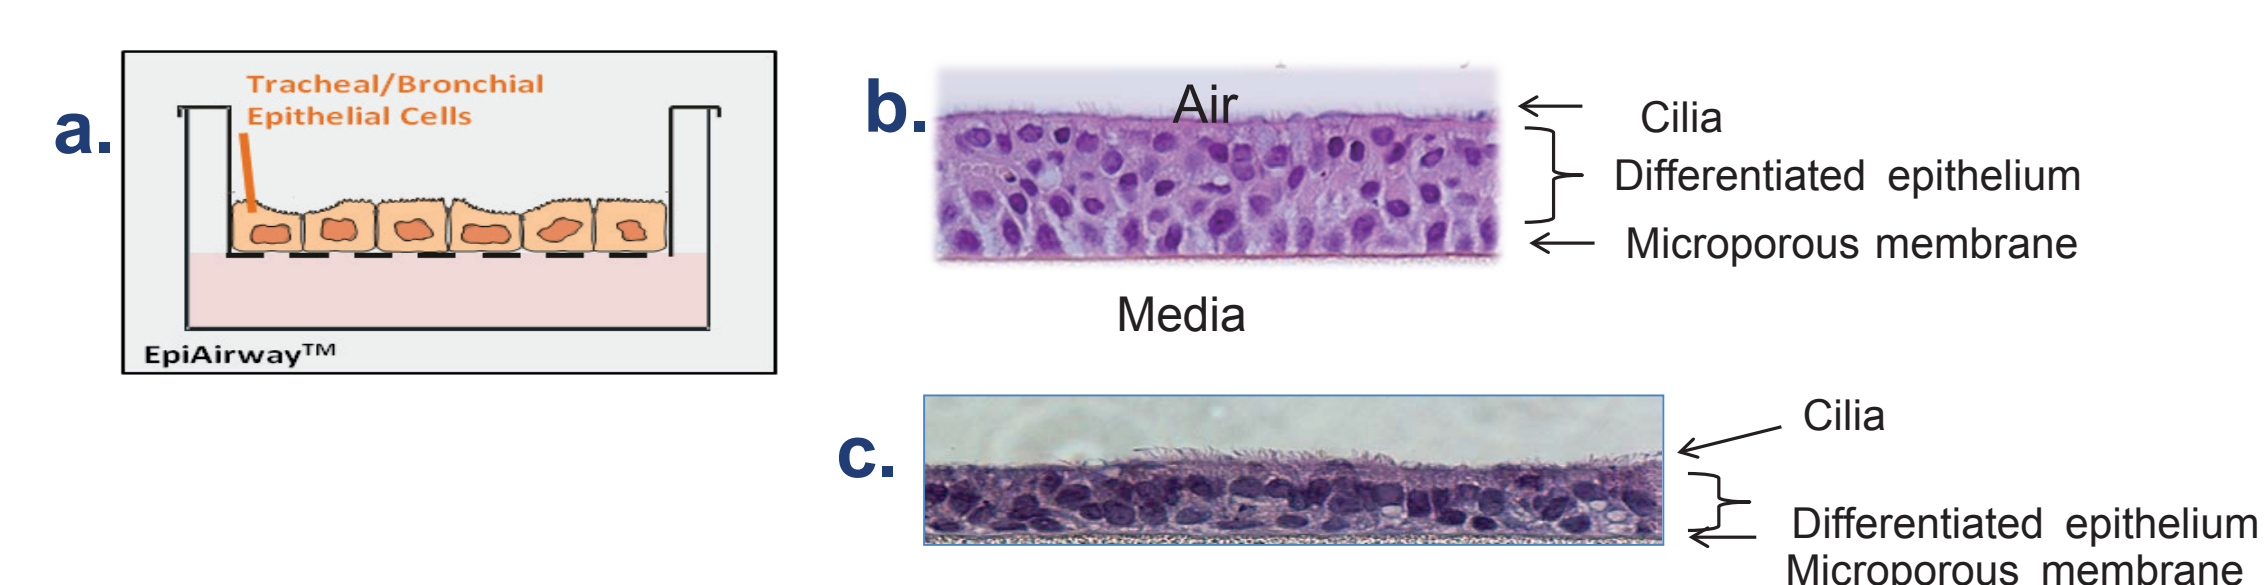 a.
Tracheal/Bronchial
Epithelial Cells
EpiAirway™
b.
Air
Cilia
Differentiated epithelium
Microporous membrane
Media
c.
Cilia
Differentiated epithelium
Microporous membrane